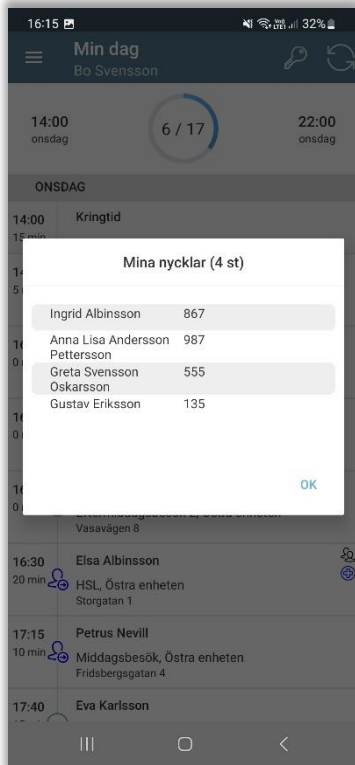 16:15 32%
Min dag
Bo Svensson
14:00 6 / 17 22:00
onsdag onsdag
ONSDAG
14:00 Kringtid
15 min
Mina nycklar (4 st)
Ingrid Albinsson 867
Anna Lisa Andersson 987
Pettersson
Greta Svensson 555
Oskarsson
Gustav Eriksson 135
OK
Vasavägen 8
16:30 Elsa Albinsson
20 min HSL, Östra enheten
Storgatan 1
17:15 Petrus Nevill
10 min Middagsbesök, Östra enheten
Fridsbergsgatan 4
17:40 Eva Karlsson